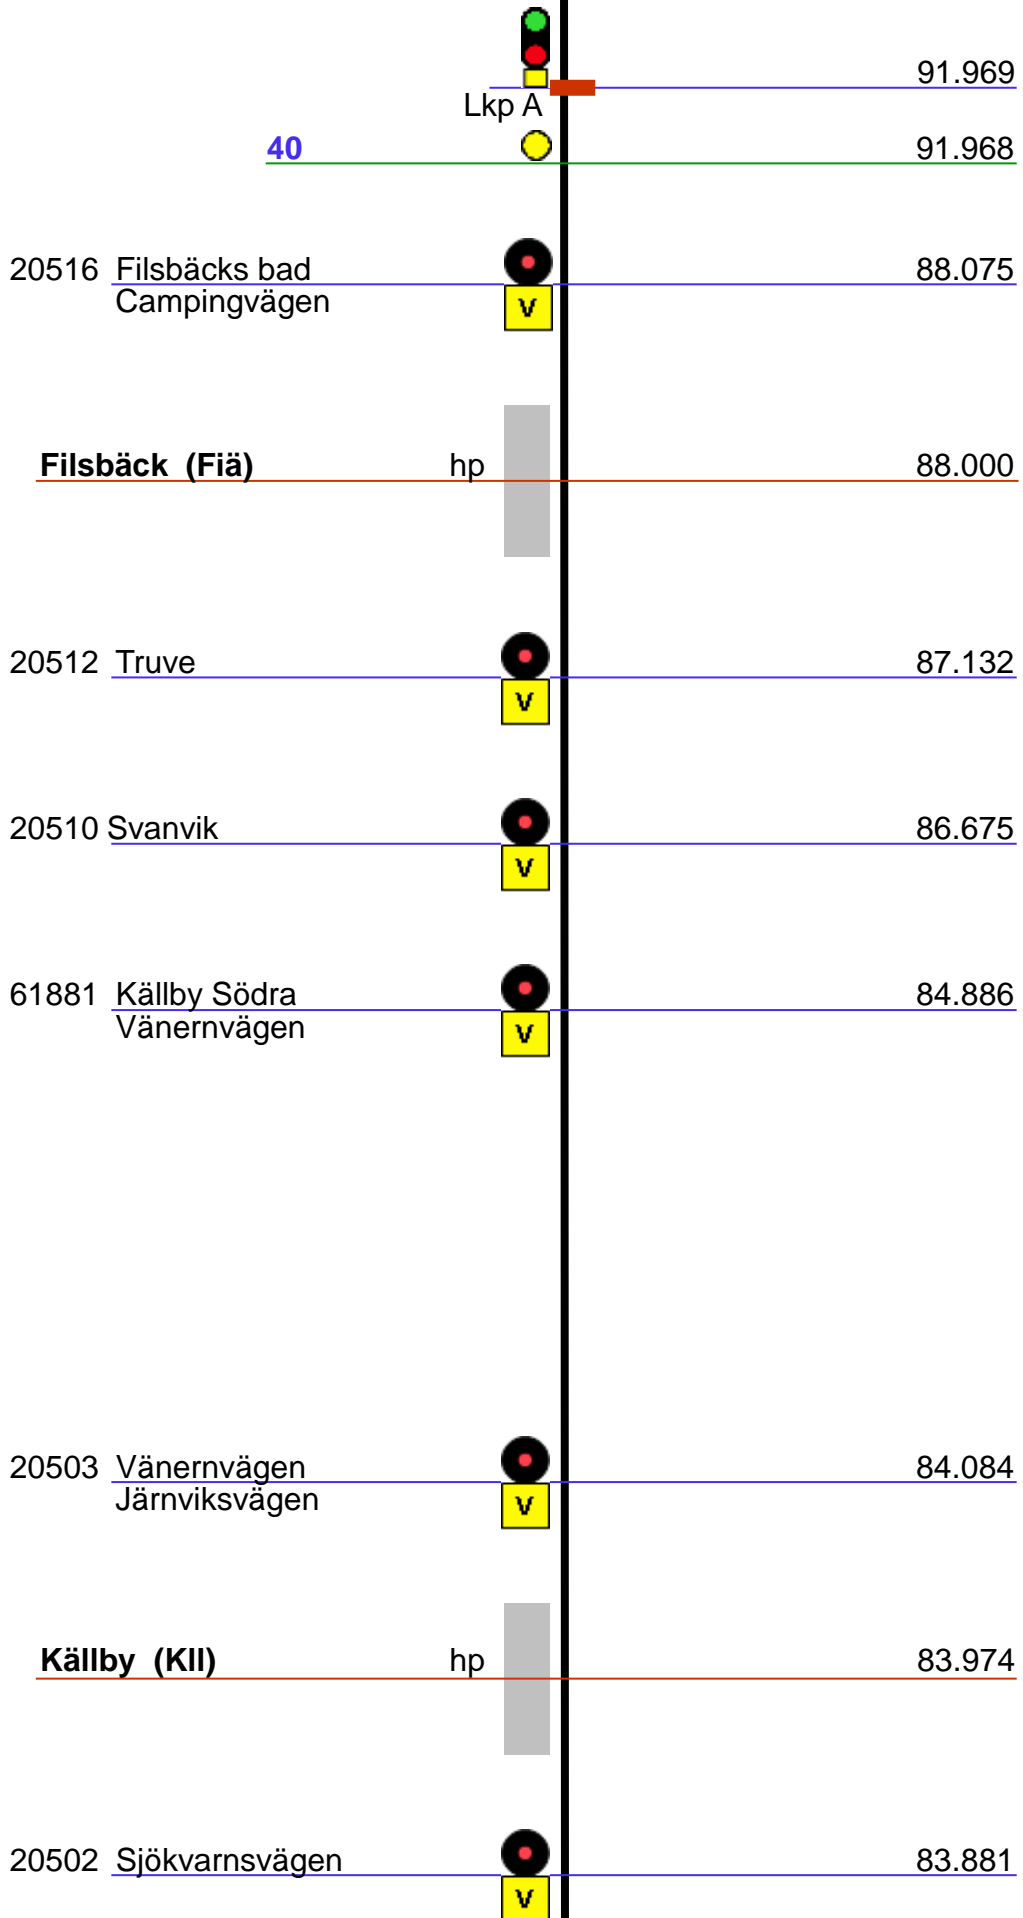 91.969
Lkp A
40 91.968
20516 Filsbäcks bad 88.075
Campingvägen
V
Filsbäck (Fiä) hp 88.000
20512 Truve 87.132
V
20510 Svanvik 86.675
V
61881 Källby Södra 84.886
Vänernvägen
V
20503 Vänernvägen 84.084
Järnviksvägen
V
Källby (Kll) hp 83.974
20502 Sjökvarnsvägen 83.881
V